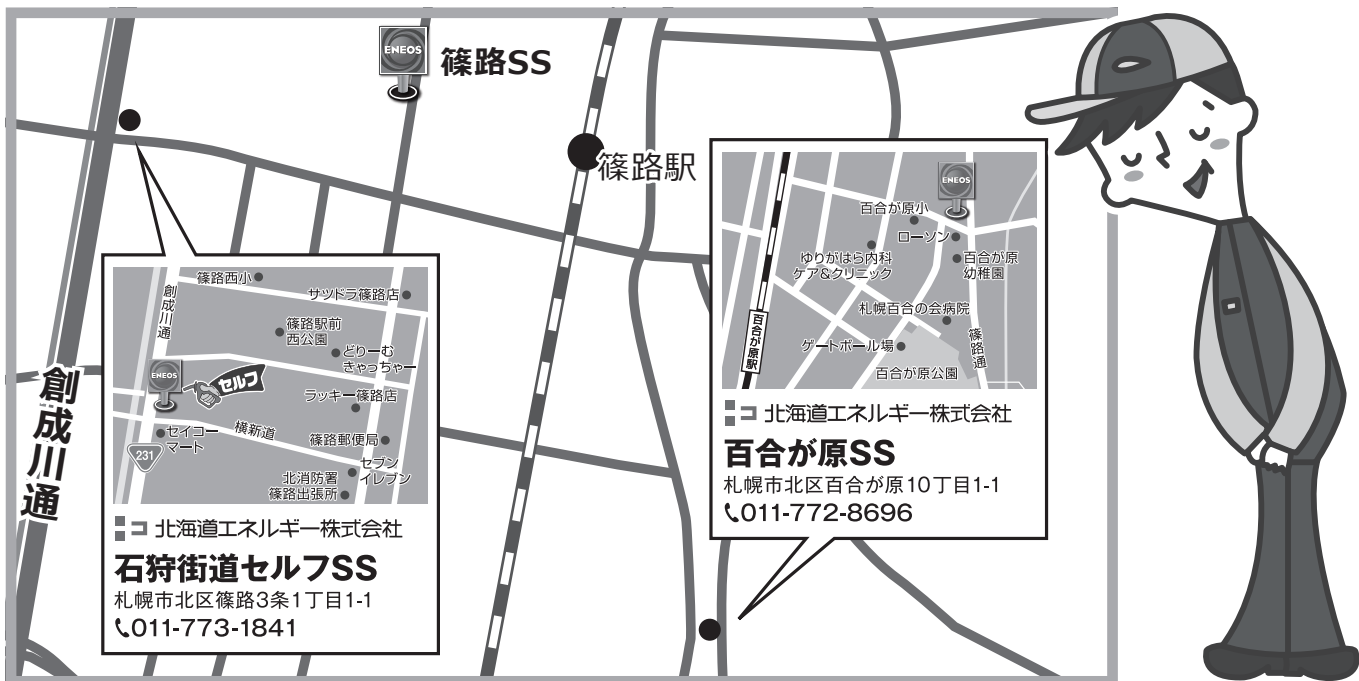 ENEOS
篠路SS
篠路駅
創成川通
篠路西小
サツドラ篠路店
創成川通
篠路駅前
西公園
どりーむ
きゃっちゃー
ENEOS
セルフ
ラッキー篠路店
セイコー
マート
横新道
篠路郵便局
231
セブン
イレブン
北消防署
篠路出張所
北海道エネルギー株式会社
石狩街道セルフSS
札幌市北区篠路3条1丁目1-1
011-773-1841
ENEOS
百合が原小
ローソン
ゆりがはら内科
ケア&クリニック
百合が原
幼稚園
札幌百合の会病院
百合が原駅
ゲートボール場
篠路通
百合が原公園
北海道エネルギー株式会社
百合が原SS
札幌市北区百合が原10丁目1-1
011-772-8696